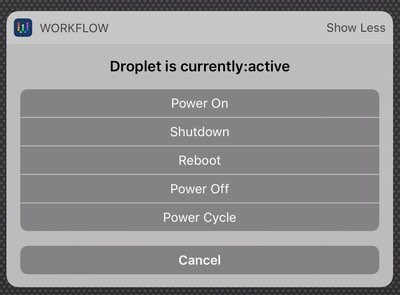 WORKFLOW
Show Less
Droplet is currently:active
Power On
Shutdown
Reboot
Power Off
Power Cycle
Cancel